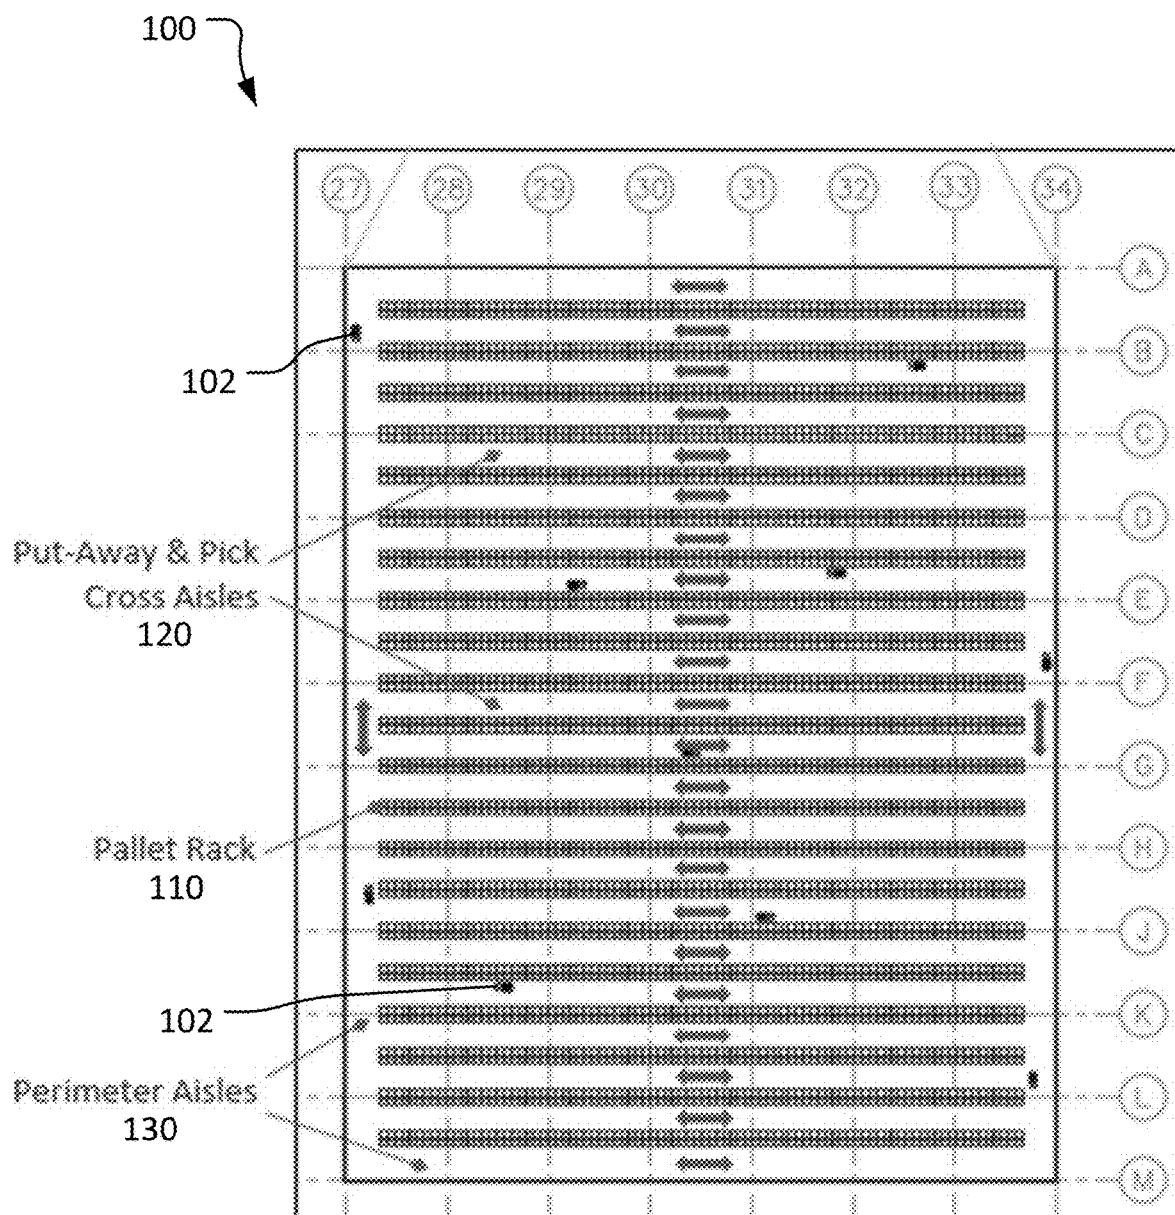 100
27 28 29 30 31 32 33 34
A
B
102
C
D
Put-Away & Pick
Cross Aisles
120
E
F
G
Pallet Rack
110
H
J
102
K
Perimeter Aisles
130
L
M